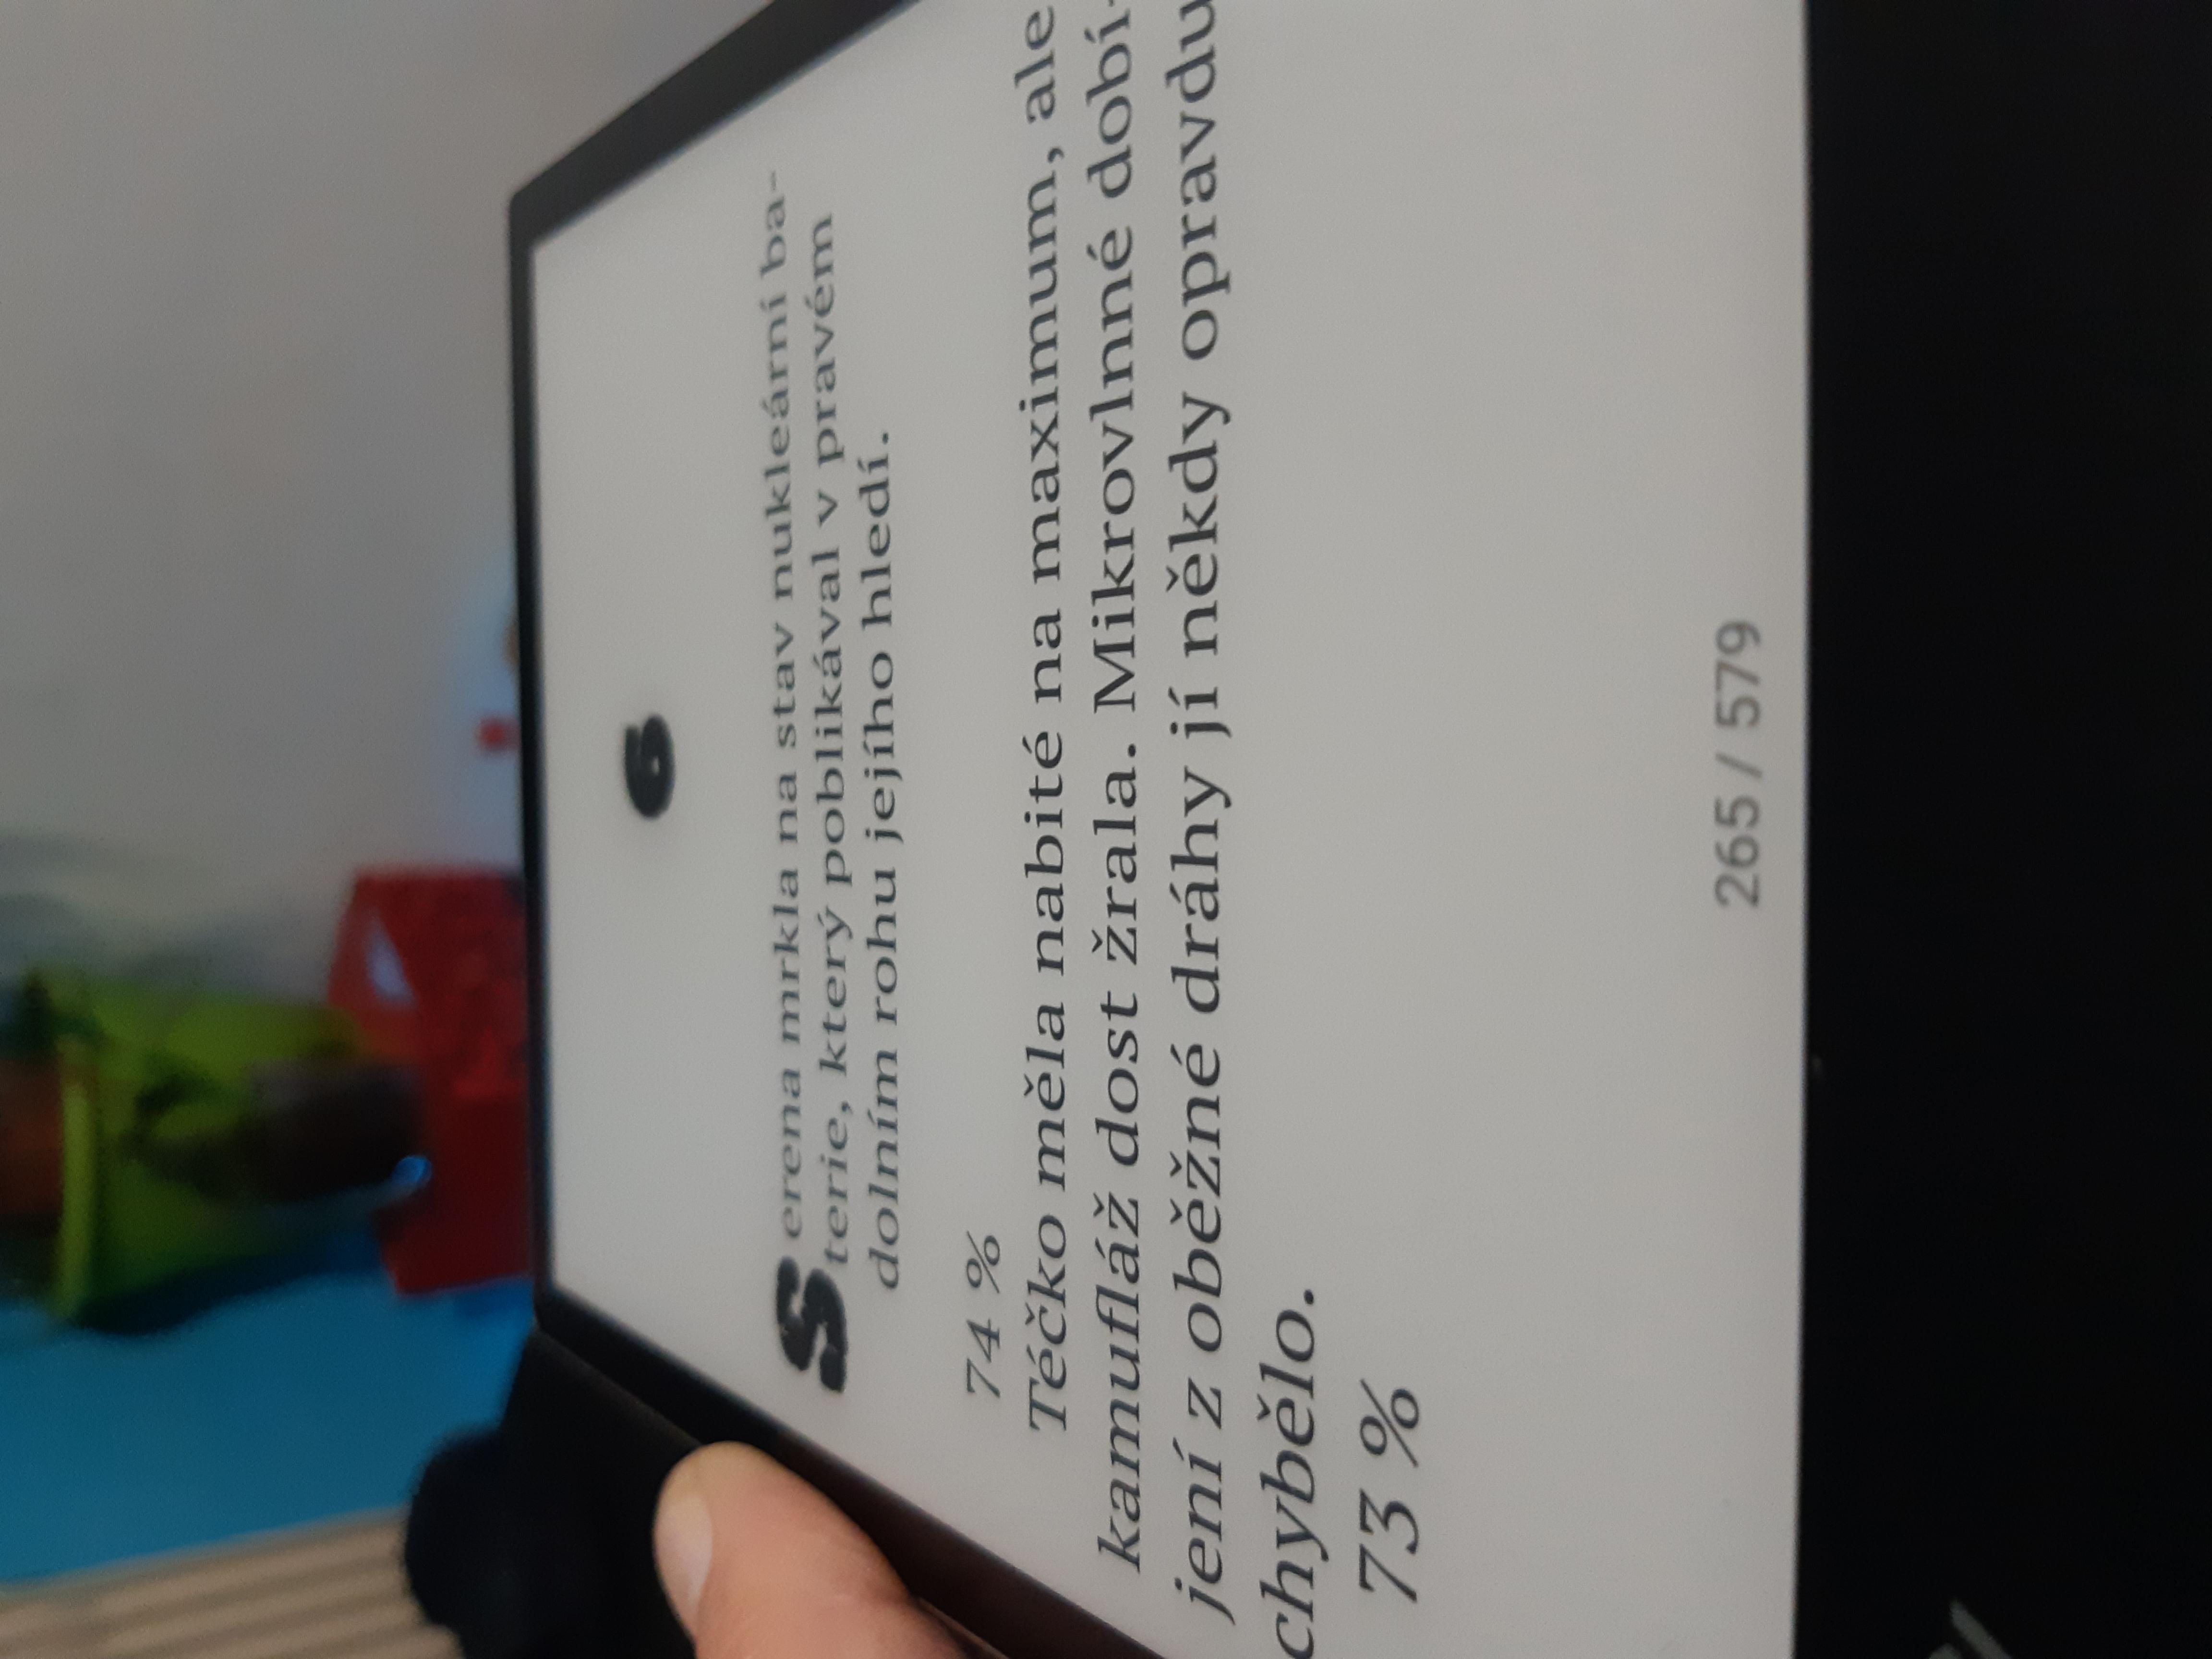 6
Serena mrkla na stav nukleární ba-
terie, který poblikával v pravém
dolním rohu jejího hledí.
74 %
Téčko měla nabité na maximum, ale
kamufláž dost žrala. Mikrovlnné dobí-
jení z oběžné dráhy jí někdy opravdu
chybělo.
73 %
265 / 579